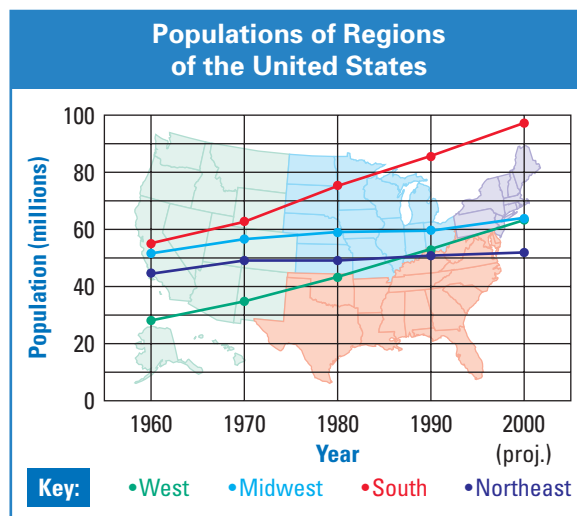 Populations of Regions
of the United States
Population (millions)
100
80
60
40
20
0
1960 1970 1980 1990 2000
(proj.)
Year
Key: •West •Midwest •South •Northeast